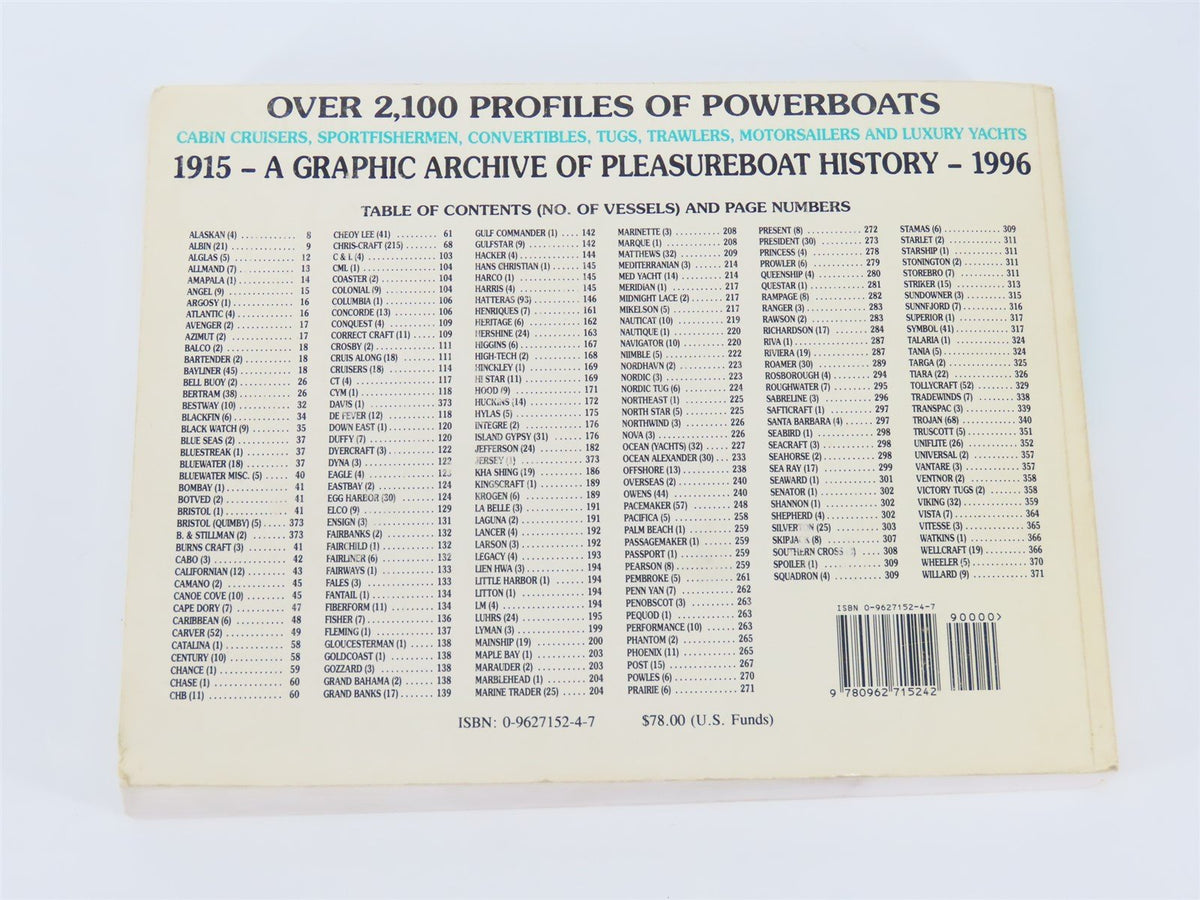 OVER 2,100 PROFILES OF POWERBOATS
CABIN CRUISERS, SPORTFISHERMEN, CONVERTIBLES, TUGS, TRAWLERS, MOTORSAILERS AND LUXURY YACHTS
1915 – A GRAPHIC ARCHIVE OF PLEASUREBOAT HISTORY – 1996
TABLE OF CONTENTS (NO. OF VESSELS) AND PAGE NUMBERS
ALASKAN (4) ............ 8
ALBIN (21) ............ 9
ALGLAS (5) ............ 12
ALLMAND (7) ............ 13
AMAPALA (1) ............ 14
ANGEL (9) ............ 15
ARGOSY (1) ............ 16
ATLANTIC (4) ............ 16
AVENGER (2) ............ 17
AZIMUT (2) ............ 17
BALCO (2) ............ 18
BARTENDER (2) ............ 18
BAYLINER (45) ............ 18
BELL BUOY (2) ............ 26
BERTRAM (38) ............ 26
BESTWAY (10) ............ 32
BLACKFIN (6) ............ 34
BLACK WATCH (9) ............ 35
BLUE SEAS (2) ............ 37
BLUESTREAK (1) ............ 37
BLUEWATER (18) ............ 37
BLUEWATER MISC. (5) ..... 40
BOMBAY (1) ............ 41
BOTVED (2) ............ 41
BRISTOL (1) ............ 41
BRISTOL (QUIMBY) (5) ..... 373
B. & STILLMAN (2) ........ 373
BURNS CRAFT (3) ........ 41
CABO (3) ............ 42
CALIFORNIAN (12) ........ 43
CAMANO (2) ............ 45
CANOE COVE (10) ........ 45
CAPE DORY (7) ............ 47
CARIBBEAN (6) ............ 48
CARVER (52) ............ 49
CATALINA (1) ............ 58
CENTURY (10) ............ 58
CHANCE (1) ............ 59
CHASE (1) ............ 60
CHB (11) ............ 60
CHEOY LEE (41) ............ 61
CHRIS-CRAFT (215) ........ 68
C & L (4) ............ 103
CML (1) ............ 104
COASTER (2) ............ 104
COLONIAL (9) ............ 104
COLUMBIA (1) ............ 106
CONCORDE (13) ............ 106
CONQUEST (4) ............ 109
CORRECT CRAFT (11) ........ 109
CROSBY (2) ............ 111
CRUIS ALONG (18) ........ 111
CRUISERS (18) ............ 114
CT (4) ............ 117
CYM (1) ............ 118
DAVIS (1) ............ 373
DE FEVER (12) ............ 118
DOWN EAST (1) ............ 120
DUFFY (7) ............ 120
DYERCRAFT (3) ............ 122
DYNA (3) ............ 122
EAGLE (4) ............ 123
EASTBAY (2) ............ 124
EGG HARBOR (30) ........ 124
ELCO (9) ............ 129
ENSIGN (3) ............ 131
FAIRBANKS (2) ............ 132
FAIRCHILD (1) ............ 132
FAIRLINER (6) ............ 132
FAIRWAYS (1) ............ 133
FALES (3) ............ 133
FANTAIL (1) ............ 134
FIBERFORM (11) ............ 134
FISHER (7) ............ 136
FLEMING (1) ............ 137
GLOUCESTERMAN (1) ..... 138
GOLDCOAST (1) ............ 138
GOZZARD (3) ............ 138
GRAND BAHAMA (2) ........ 138
GRAND BANKS (17) ........ 139
GULF COMMANDER (1) .... 142
GULFSTAR (9) ............ 142
HACKER (4) ............ 144
HANS CHRISTIAN (1) ....... 145
HARCO (1) ............ 145
HARRIS (4) ............ 145
HATTERAS (93) ............ 146
HENRIQUES (7) ............ 161
HERITAGE (6) ............ 162
HERSHINE (24) ............ 163
HIGGINS (6) ............ 167
HIGH-TECH (2) ............ 168
HINCKLEY (1) ............ 169
HI STAR (11) ............ 169
HOOD (9) ............ 171
HUCKINS (14) ............ 172
HYLAS (5) ............ 175
INTEGRE (2) ............ 176
ISLAND GYPSY (31) ....... 176
JEFFERSON (24) ............ 182
JERSEY (1) ............ 373
KHA SHING (19) ............ 186
KINGSCRAFT (1) ............ 189
KROGEN (6) ............ 189
LA BELLE (3) ............ 191
LAGUNA (2) ............ 191
LANCER (4) ............ 192
LARSON (3) ............ 192
LEGACY (4) ............ 193
LIEN HWA (3) ............ 194
LITTLE HARBOR (1) ........ 194
LITTON (1) ............ 194
LM (4) ............ 194
LUHRS (24) ............ 195
LYMAN (3) ............ 199
MAINSHIP (19) ............ 200
MAPLE BAY (1) ............ 203
MARAUDER (2) ............ 203
MARBLEHEAD (1) ............ 204
MARINE TRADER (25) ..... 204
MARINETTE (3) ............ 208
MARQUE (1) ............ 208
MATTHEWS (32) ............ 209
MEDITERRANEAN (3) ....... 214
MED YACHT (14) ............ 214
MERIDIAN (1) ............ 217
MIDNIGHT LACE (2) ........ 217
MIKELSON (5) ............ 217
NAUTICAT (10) ............ 219
NAUTIQUE (1) ............ 220
NAVIGATOR (10) ............ 220
NIIMBLE (5) ............ 222
NORDHAVN (2) ............ 223
NORDIC (3) ............ 223
NORDIC TUG (6) ............ 224
NORTHEAST (1) ............ 225
NORTH STAR (5) ............ 225
NORTHWIND (3) ............ 226
NOVA (3) ............ 226
OCEAN (YACHTS) (32) ...... 227
OCEAN ALEXANDER (30) ... 233
OFFSHORE (13) ............ 238
OVERSEAS (2) ............ 240
OWENS (44) ............ 240
PACEMAKER (57) ............ 248
PACIFICA (5) ............ 258
PALM BEACH (1) ............ 259
PASSAGEMAKER (1) ........ 259
PASSPORT (1) ............ 259
PEARSON (8) ............ 259
PEMBROKE (5) ............ 261
PENN YAN (7) ............ 262
PENOBSCOT (3) ............ 263
PEQUOD (1) ............ 263
PERFORMANCE (10) ........ 263
PHANTOM (2) ............ 265
PHOENIX (11) ............ 265
POST (15) ............ 267
POWLES (6) ............ 270
PRAIRIE (6) ............ 271
PRESENT (8) ............ 272
PRESIDENT (30) ............ 273
PRINCESS (4) ............ 278
PROWLER (6) ............ 279
QUEENSHIP (4) ............ 280
QUESTAR (1) ............ 281
RAMPAGE (8) ............ 282
RANGER (3) ............ 283
RAWSON (2) ............ 283
RICHARDSON (17) ............ 284
RIVA (1) ............ 287
RIVIERA (19) ............ 287
ROAMER (30) ............ 289
ROSBOROUGH (4) ............ 294
ROUGHWATER (7) ............ 295
SABRELINE (3) ............ 296
SAFTICRAFT (1) ............ 297
SANTA BARBARA (4) ........ 297
SEABIRD (1) ............ 298
SEACRAFT (3) ............ 298
SEAHORSE (2) ............ 298
SEA RAY (17) ............ 299
SEAWARD (1) ............ 301
SENATOR (1) ............ 302
SHANNON (1) ............ 302
SHEPHERD (4) ............ 302
SILVERTON (25) ............ 303
SKIPJACK (8) ............ 307
SOUTHERN CROSS ........ 308
SPOILER (1) ............ 309
SQUADRON (4) ............ 309
STAMAS (6) ............ 309
STARLET (2) ............ 311
STARSHIP (1) ............ 311
STONINGTON (2) ............ 311
STOREBRO (7) ............ 311
STRIKER (15) ............ 313
SUNDOWNER (3) ............ 315
SUNNFJORD (7) ............ 316
SUPERIOR (1) ............ 317
SYMBOL (41) ............ 317
TALARIA (1) ............ 324
TANIA (5) ............ 324
TARGA (2) ............ 325
TIARA (22) ............ 326
TOLLYCRAFT (52) ............ 329
TRADEWINDS (7) ............ 338
TRANSPAC (3) ............ 339
TROJAN (68) ............ 340
TRUSCOTT (5) ............ 351
UNIFLITE (26) ............ 352
UNIVERSAL (2) ............ 357
VANTARE (3) ............ 357
VENTNOR (2) ............ 358
VICTORY TUGS (2) ............ 358
VIKING (32) ............ 359
VISTA (7) ............ 364
VITESSE (3) ............ 365
WATKINS (1) ............ 366
WELLCRAFT (19) ............ 366
WHEELER (5) ............ 370
WILLARD (9) ............ 371
ISBN 0-9627152-4-7
90000>
9 780962 715242
ISBN: 0-9627152-4-7 $78.00 (U.S. Funds)